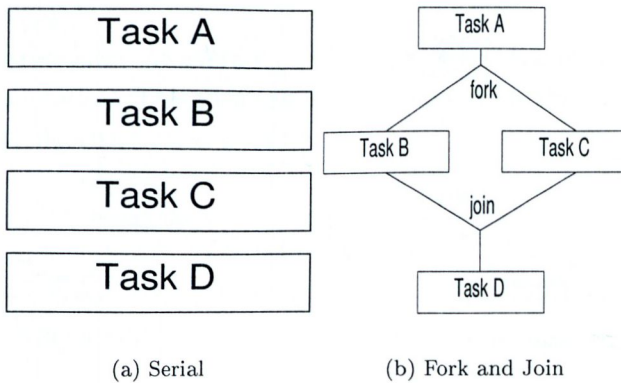 Task A
Task B
Task C
Task D
(a) Serial
Task A
fork
Task B
Task C
join
Task D
(b) Fork and Join